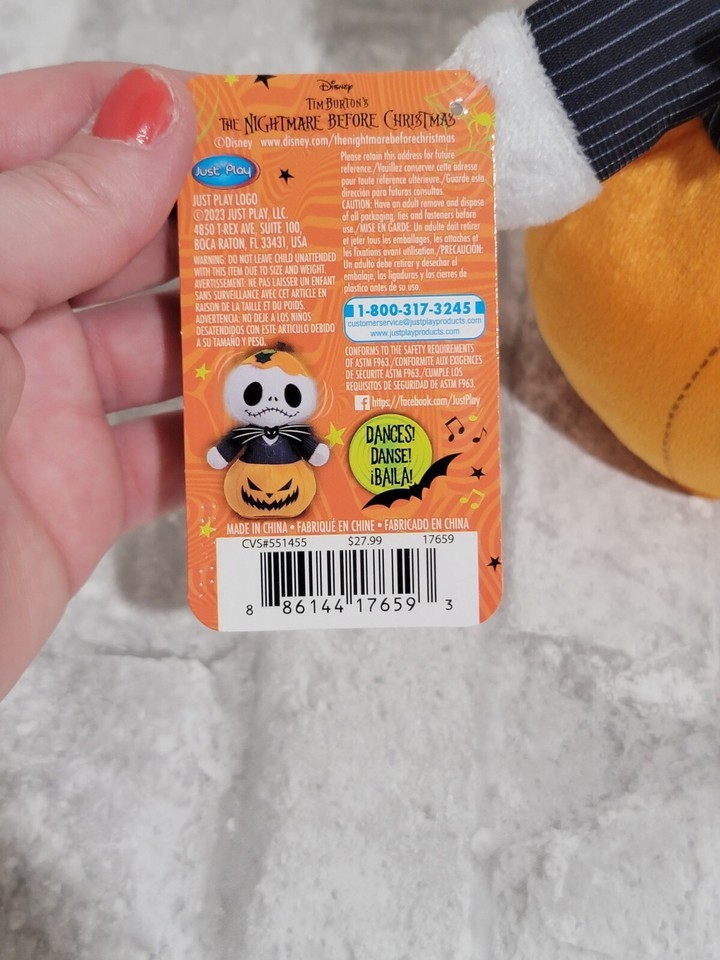 Disney
TIM BURTON'S
THE NIGHTMARE BEFORE CHRISTMAS
©Disney www.disney.com/thenightmarebeforechristmas
Just Play
JUST PLAY LOGO
©2023 JUST PLAY, LLC.
4850 T-REX AVE, SUITE 100,
BOCA RATON, FL 33431, USA
WARNING: DO NOT LEAVE CHILD UNATTENDED
WITH THIS ITEM DUE TO SIZE AND WEIGHT.
AVERTISSEMENT: NE PAS LAISSER UN ENFANT
SANS SURVEILLANCE AVEC CET ARTICLE EN
RAISON DE LA TAILLE ET DU POIDS.
ADVERTENCIA: NO DEJE A LOS NIÑOS
DESATENDIDOS CON ESTE ARTICULO DEBIDO
A SU TAMAÑO Y PESO.
Please retain this address for future
reference./Veuillez conserver cette adresse
pour toute référence ultérieure./Guarde esta
dirección para futuras consultas.
CAUTION: Have an adult remove and dispose
of all packaging, ties and fasteners before
use./MISE EN GARDE: Un adulte doit retirer
et jeter tous les emballages, les attaches et
les fixations avant utilisation./PRECAUCIÓN:
Un adulto debe retirar y desechar el
embalaje, las ligaduras y los cierres de
plástico antes de su uso.
1-800-317-3245
customerservice@justplayproducts.com
www.justplayproducts.com
CONFORMS TO THE SAFETY REQUIREMENTS
OF ASTM F963./CONFORMITE AUX EXIGENCES
DE SECURITE ASTM F963./CUMPLE LOS
REQUISITOS DE SEGURIDAD DE ASTM F963.
f https://facebook.com/JustPlay
DANCES!
DANSE!
¡BAILA!
MADE IN CHINA • FABRIQUÉ EN CHINE • FABRICADO EN CHINA
CVS#551455 $27.99 17659
8 86144 17659 3